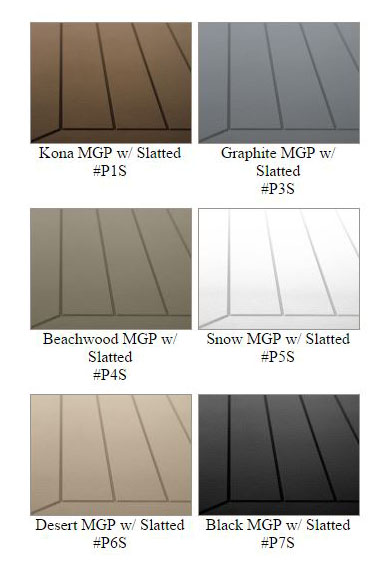 Kona MGP w/ Slatted
#P1S
Graphite MGP w/
Slatted
#P3S
Beachwood MGP w/
Slatted
#P4S
Snow MGP w/ Slatted
#P5S
Desert MGP w/ Slatted
#P6S
Black MGP w/ Slatted
#P7S